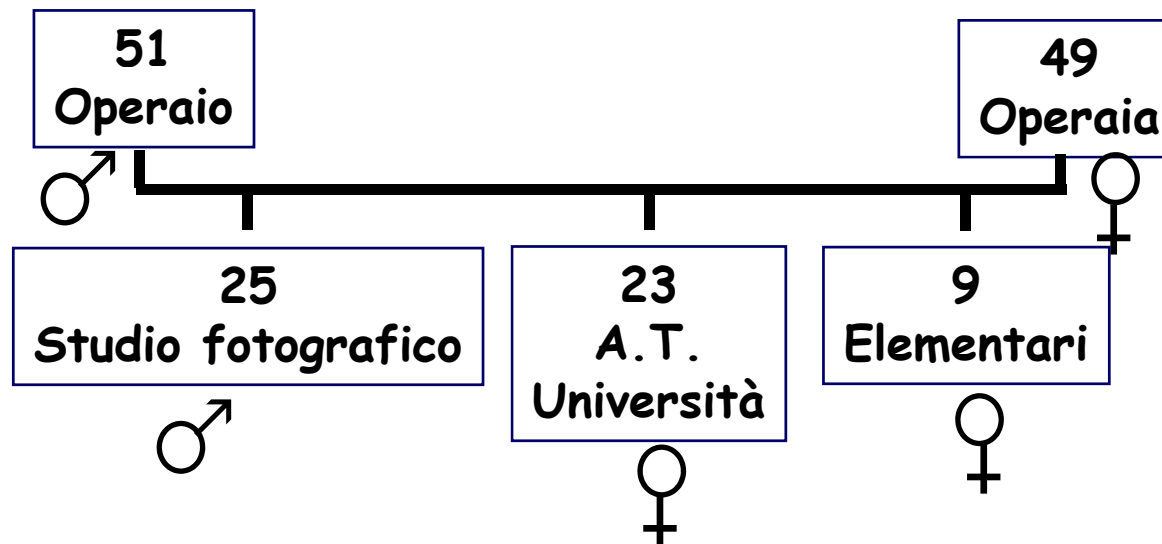 51
Operaio
49
Operaia
25
Studio fotografico
23
A.T.
Università
9
Elementari